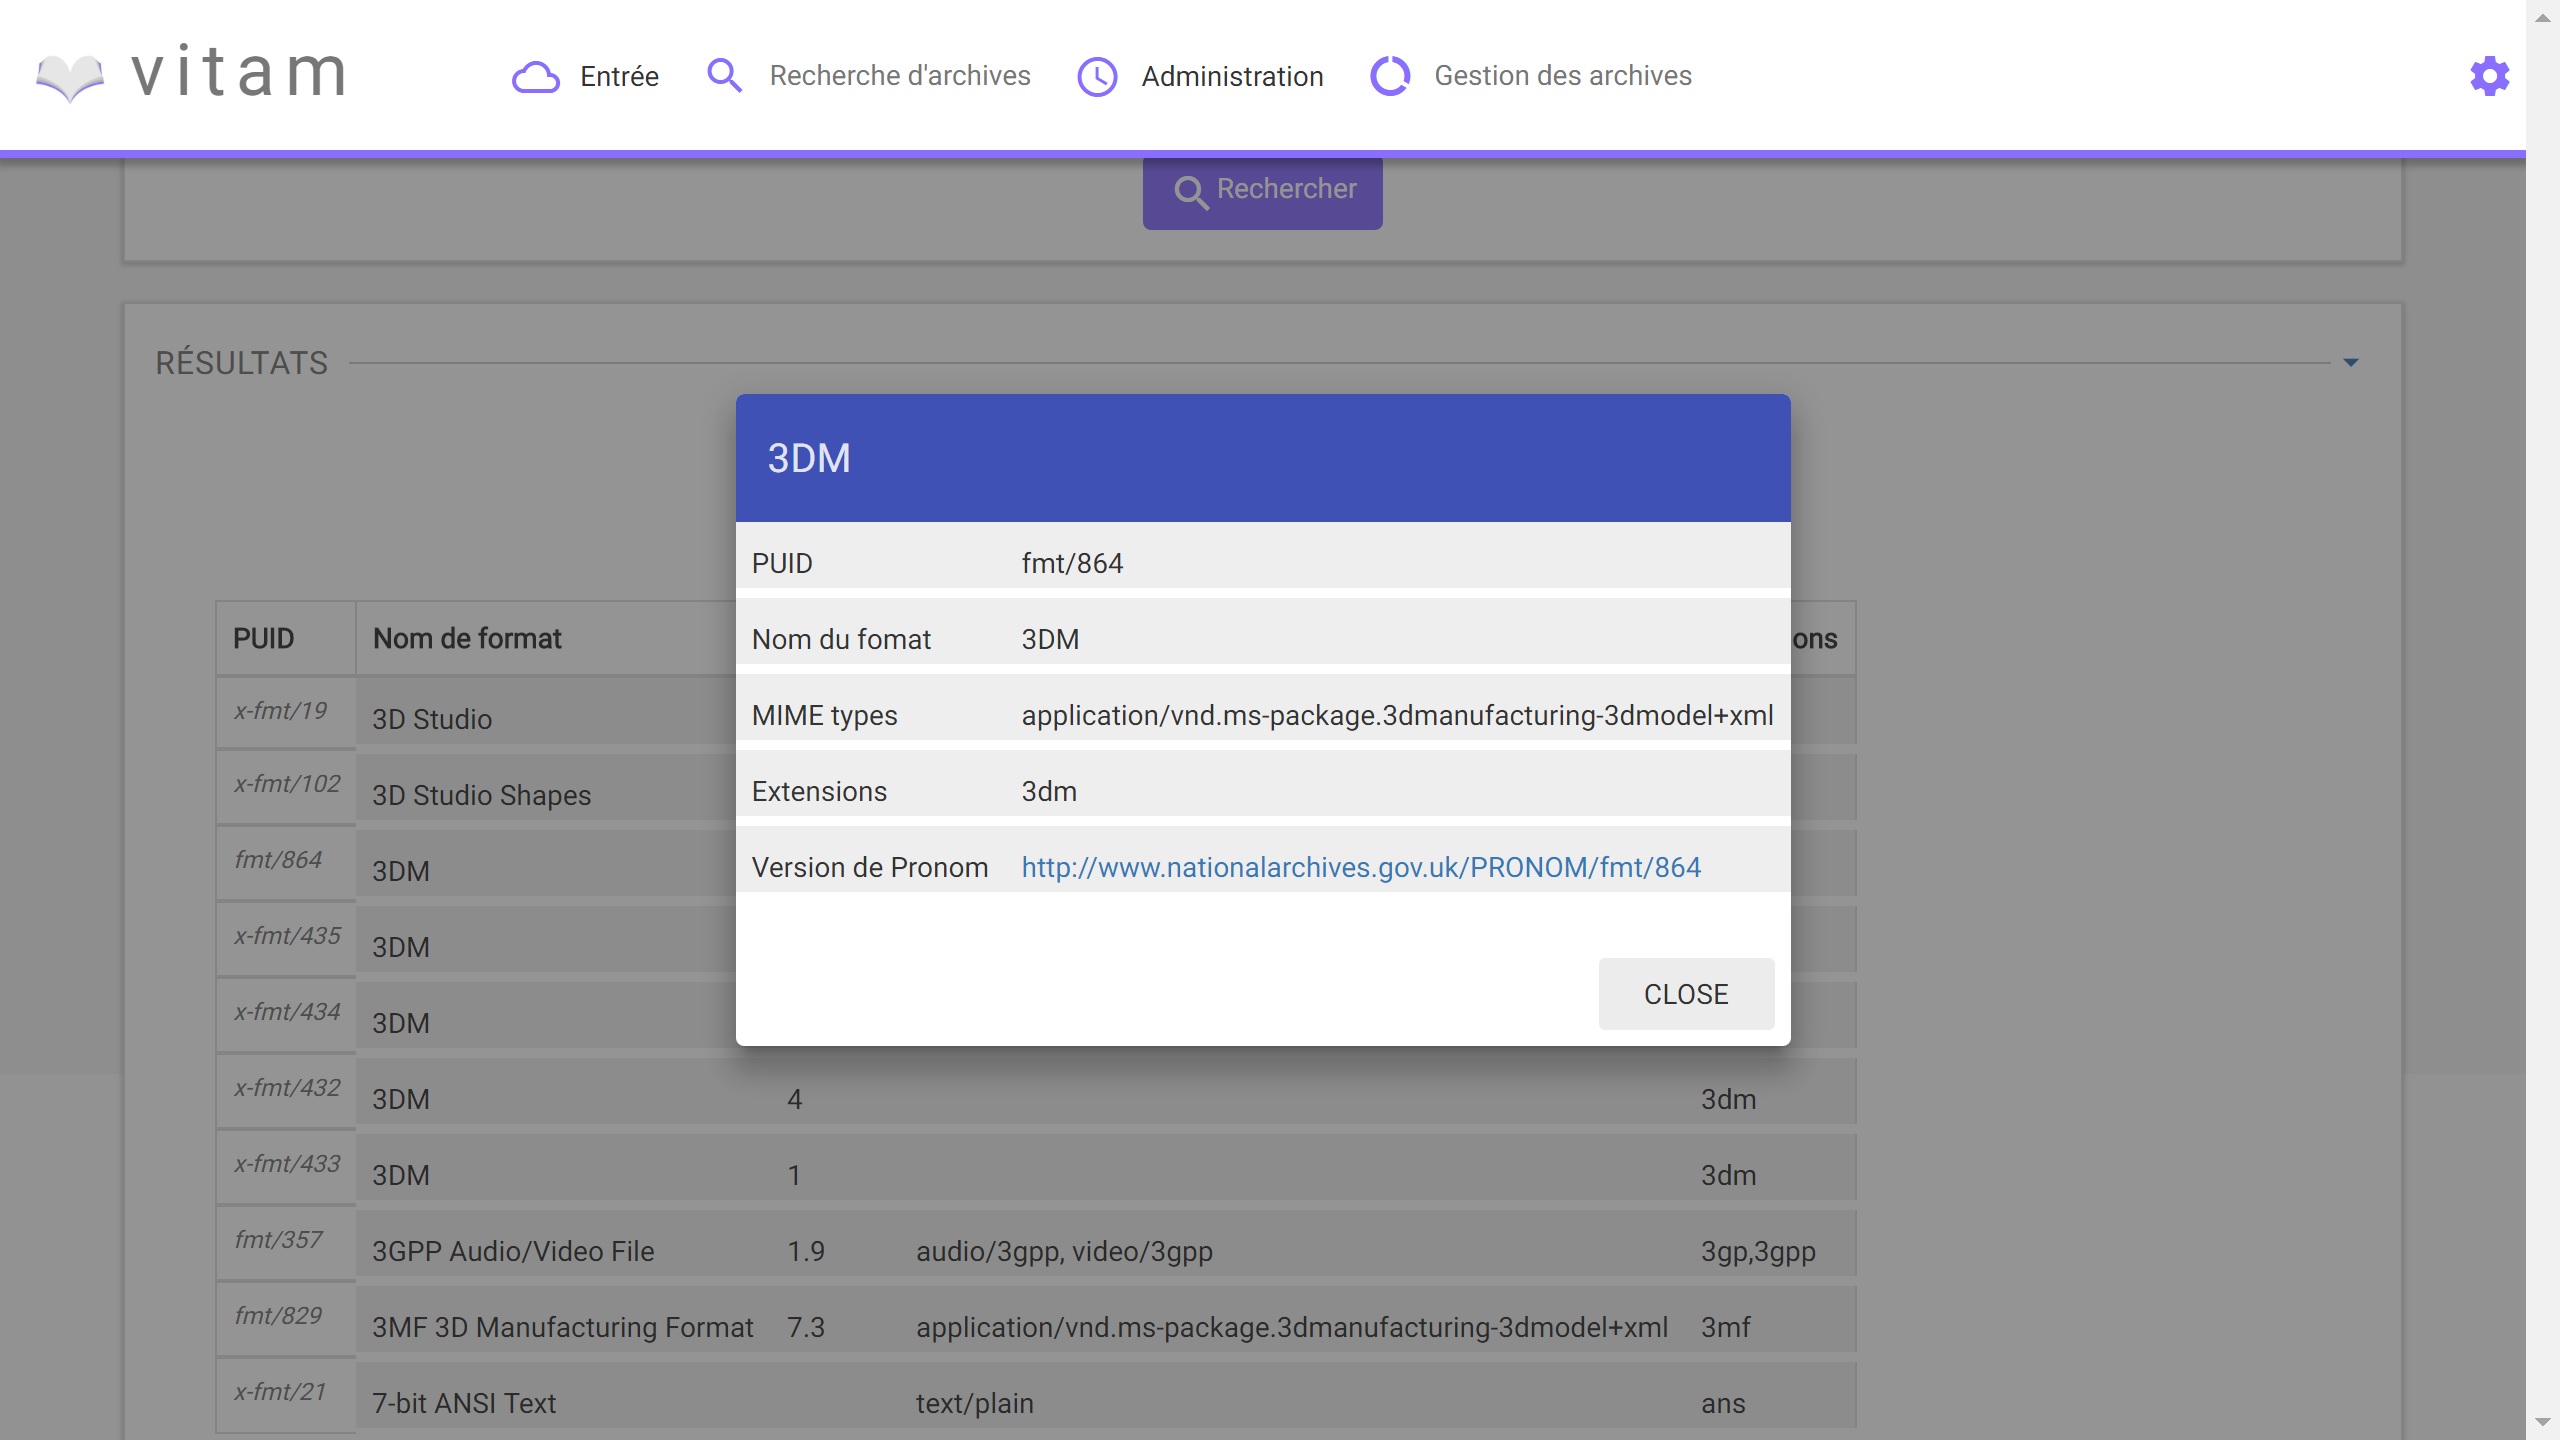 vitam
Entrée
Recherche d'archives
Administration
Gestion des archives
Rechercher
RÉSULTATS
3DM
PUID fmt/864
Nom du fomat 3DM
MIME types application/vnd.ms-package.3dmanufacturing-3dmodel+xml
Extensions 3dm
Version de Pronom http://www.nationalarchives.gov.uk/PRONOM/fmt/864
CLOSE
PUID Nom de format ons
x-fmt/19 3D Studio
x-fmt/102 3D Studio Shapes
fmt/864 3DM
x-fmt/435 3DM
x-fmt/434 3DM
x-fmt/432 3DM 4 3dm
x-fmt/433 3DM 1 3dm
fmt/357 3GPP Audio/Video File 1.9 audio/3gpp, video/3gpp 3gp,3gpp
fmt/829 3MF 3D Manufacturing Format 7.3 application/vnd.ms-package.3dmanufacturing-3dmodel+xml 3mf
x-fmt/21 7-bit ANSI Text text/plain ans